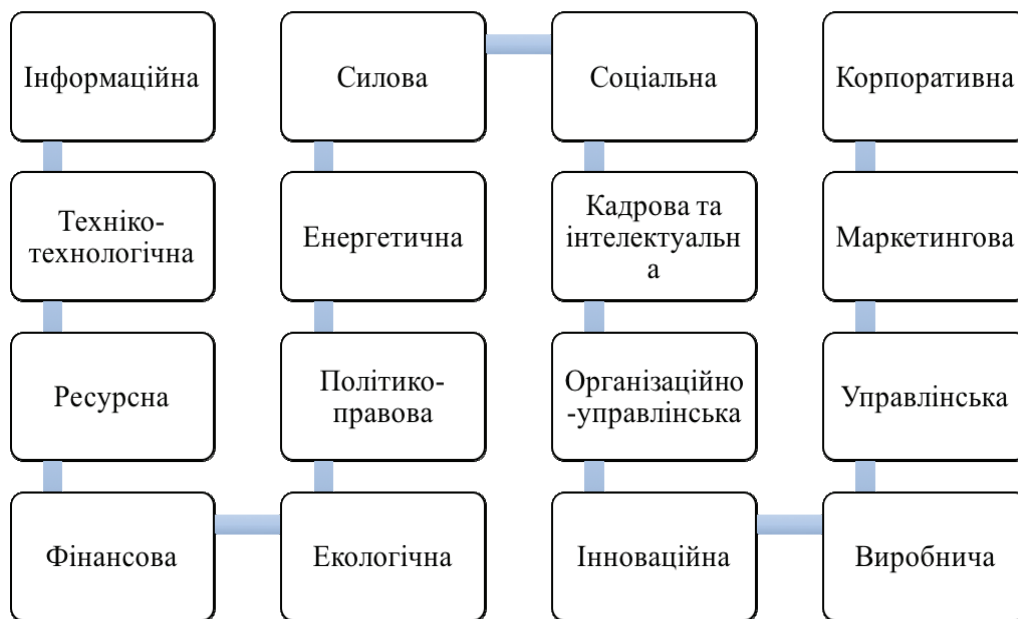 Інформаційна
Силова
Соціальна
Корпоративна
Техніко-
технологічна
Енергетична
Кадрова та
інтелектуальн
а
Маркетингова
Ресурсна
Політико-
правова
Організаційно
-управлінська
Управлінська
Фінансова
Екологічна
Інноваційна
Виробнича